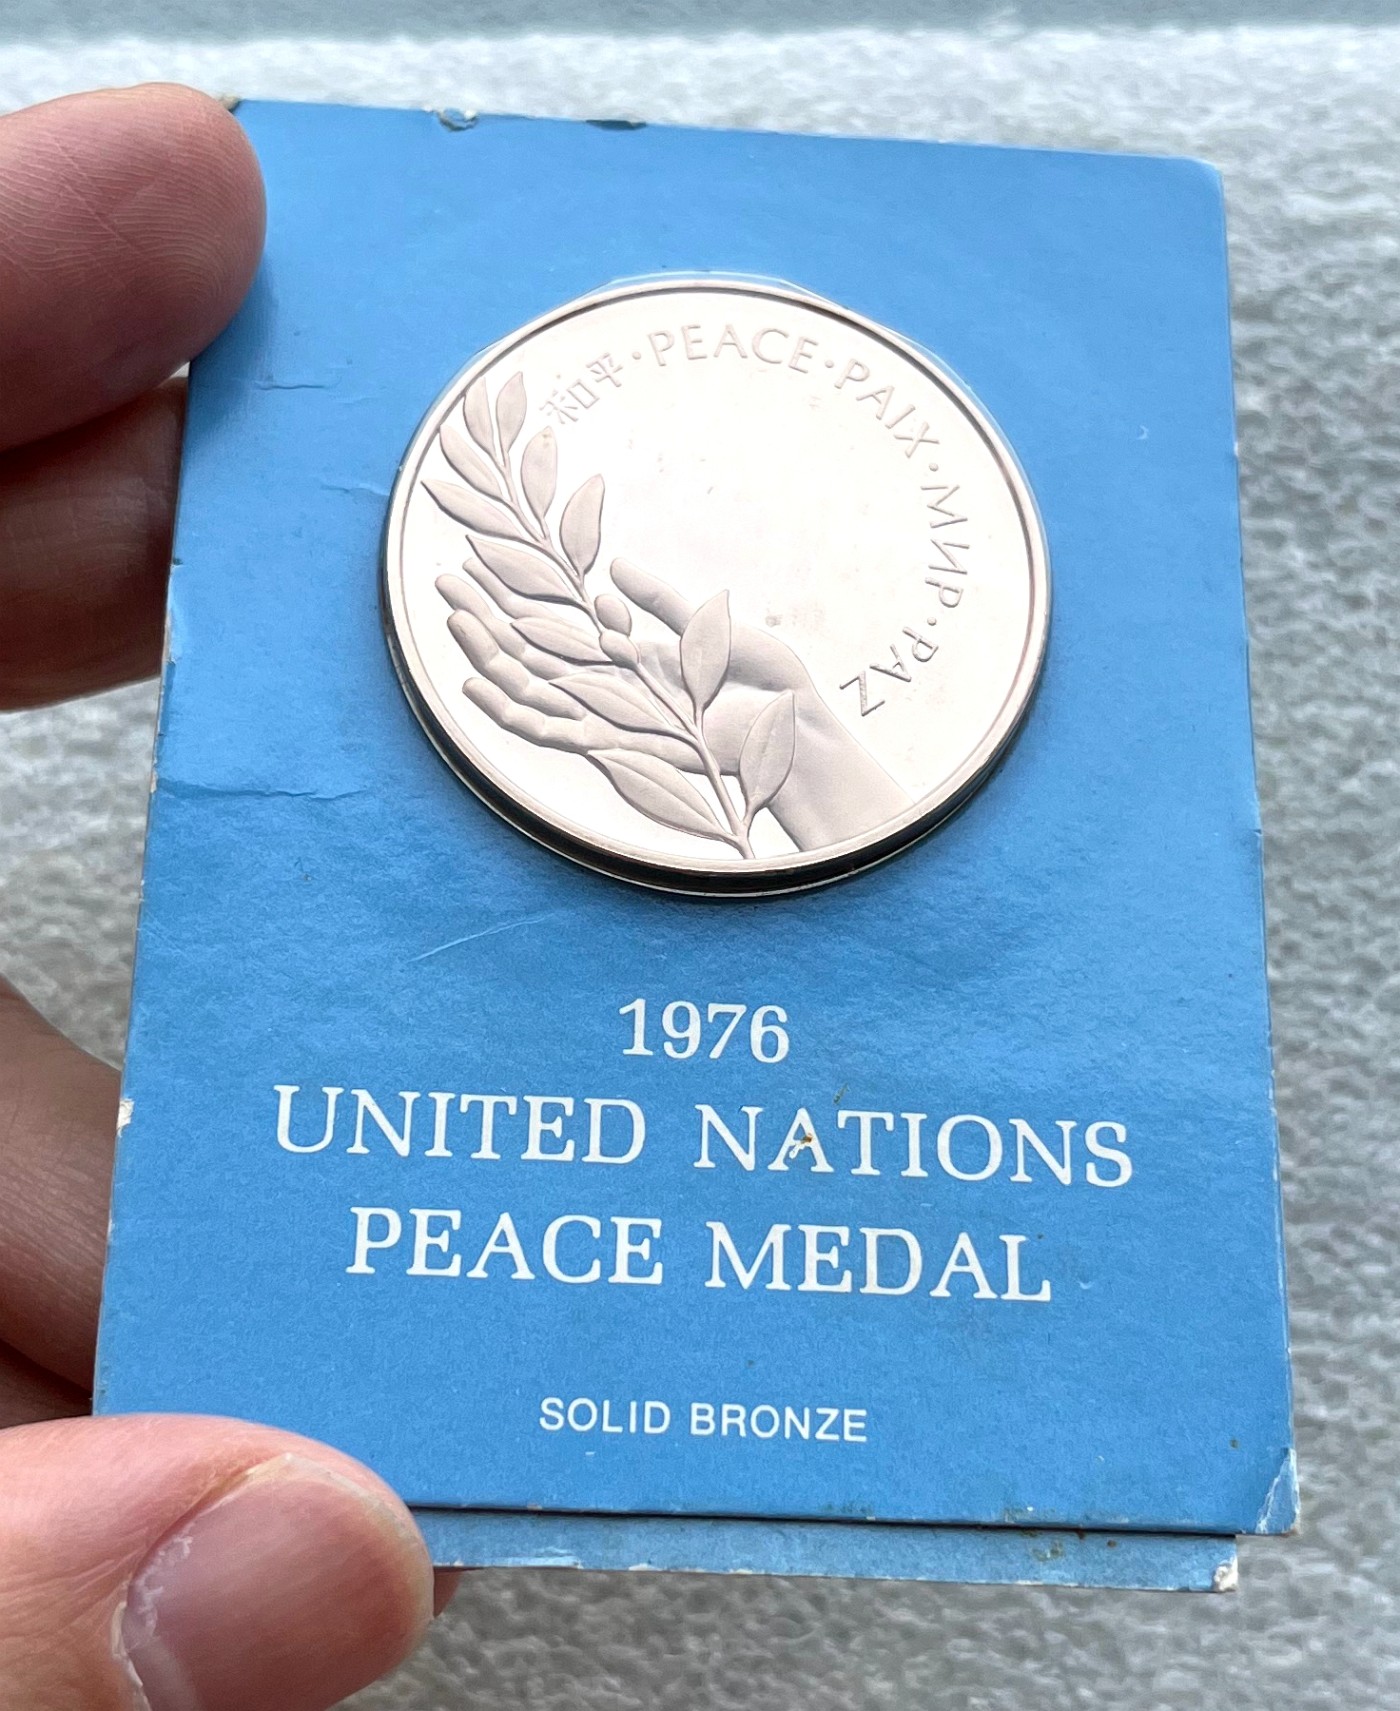 和平·PEACE·PAIX·МИР·PAZ
1976
UNITED NATIONS
PEACE MEDAL
SOLID BRONZE